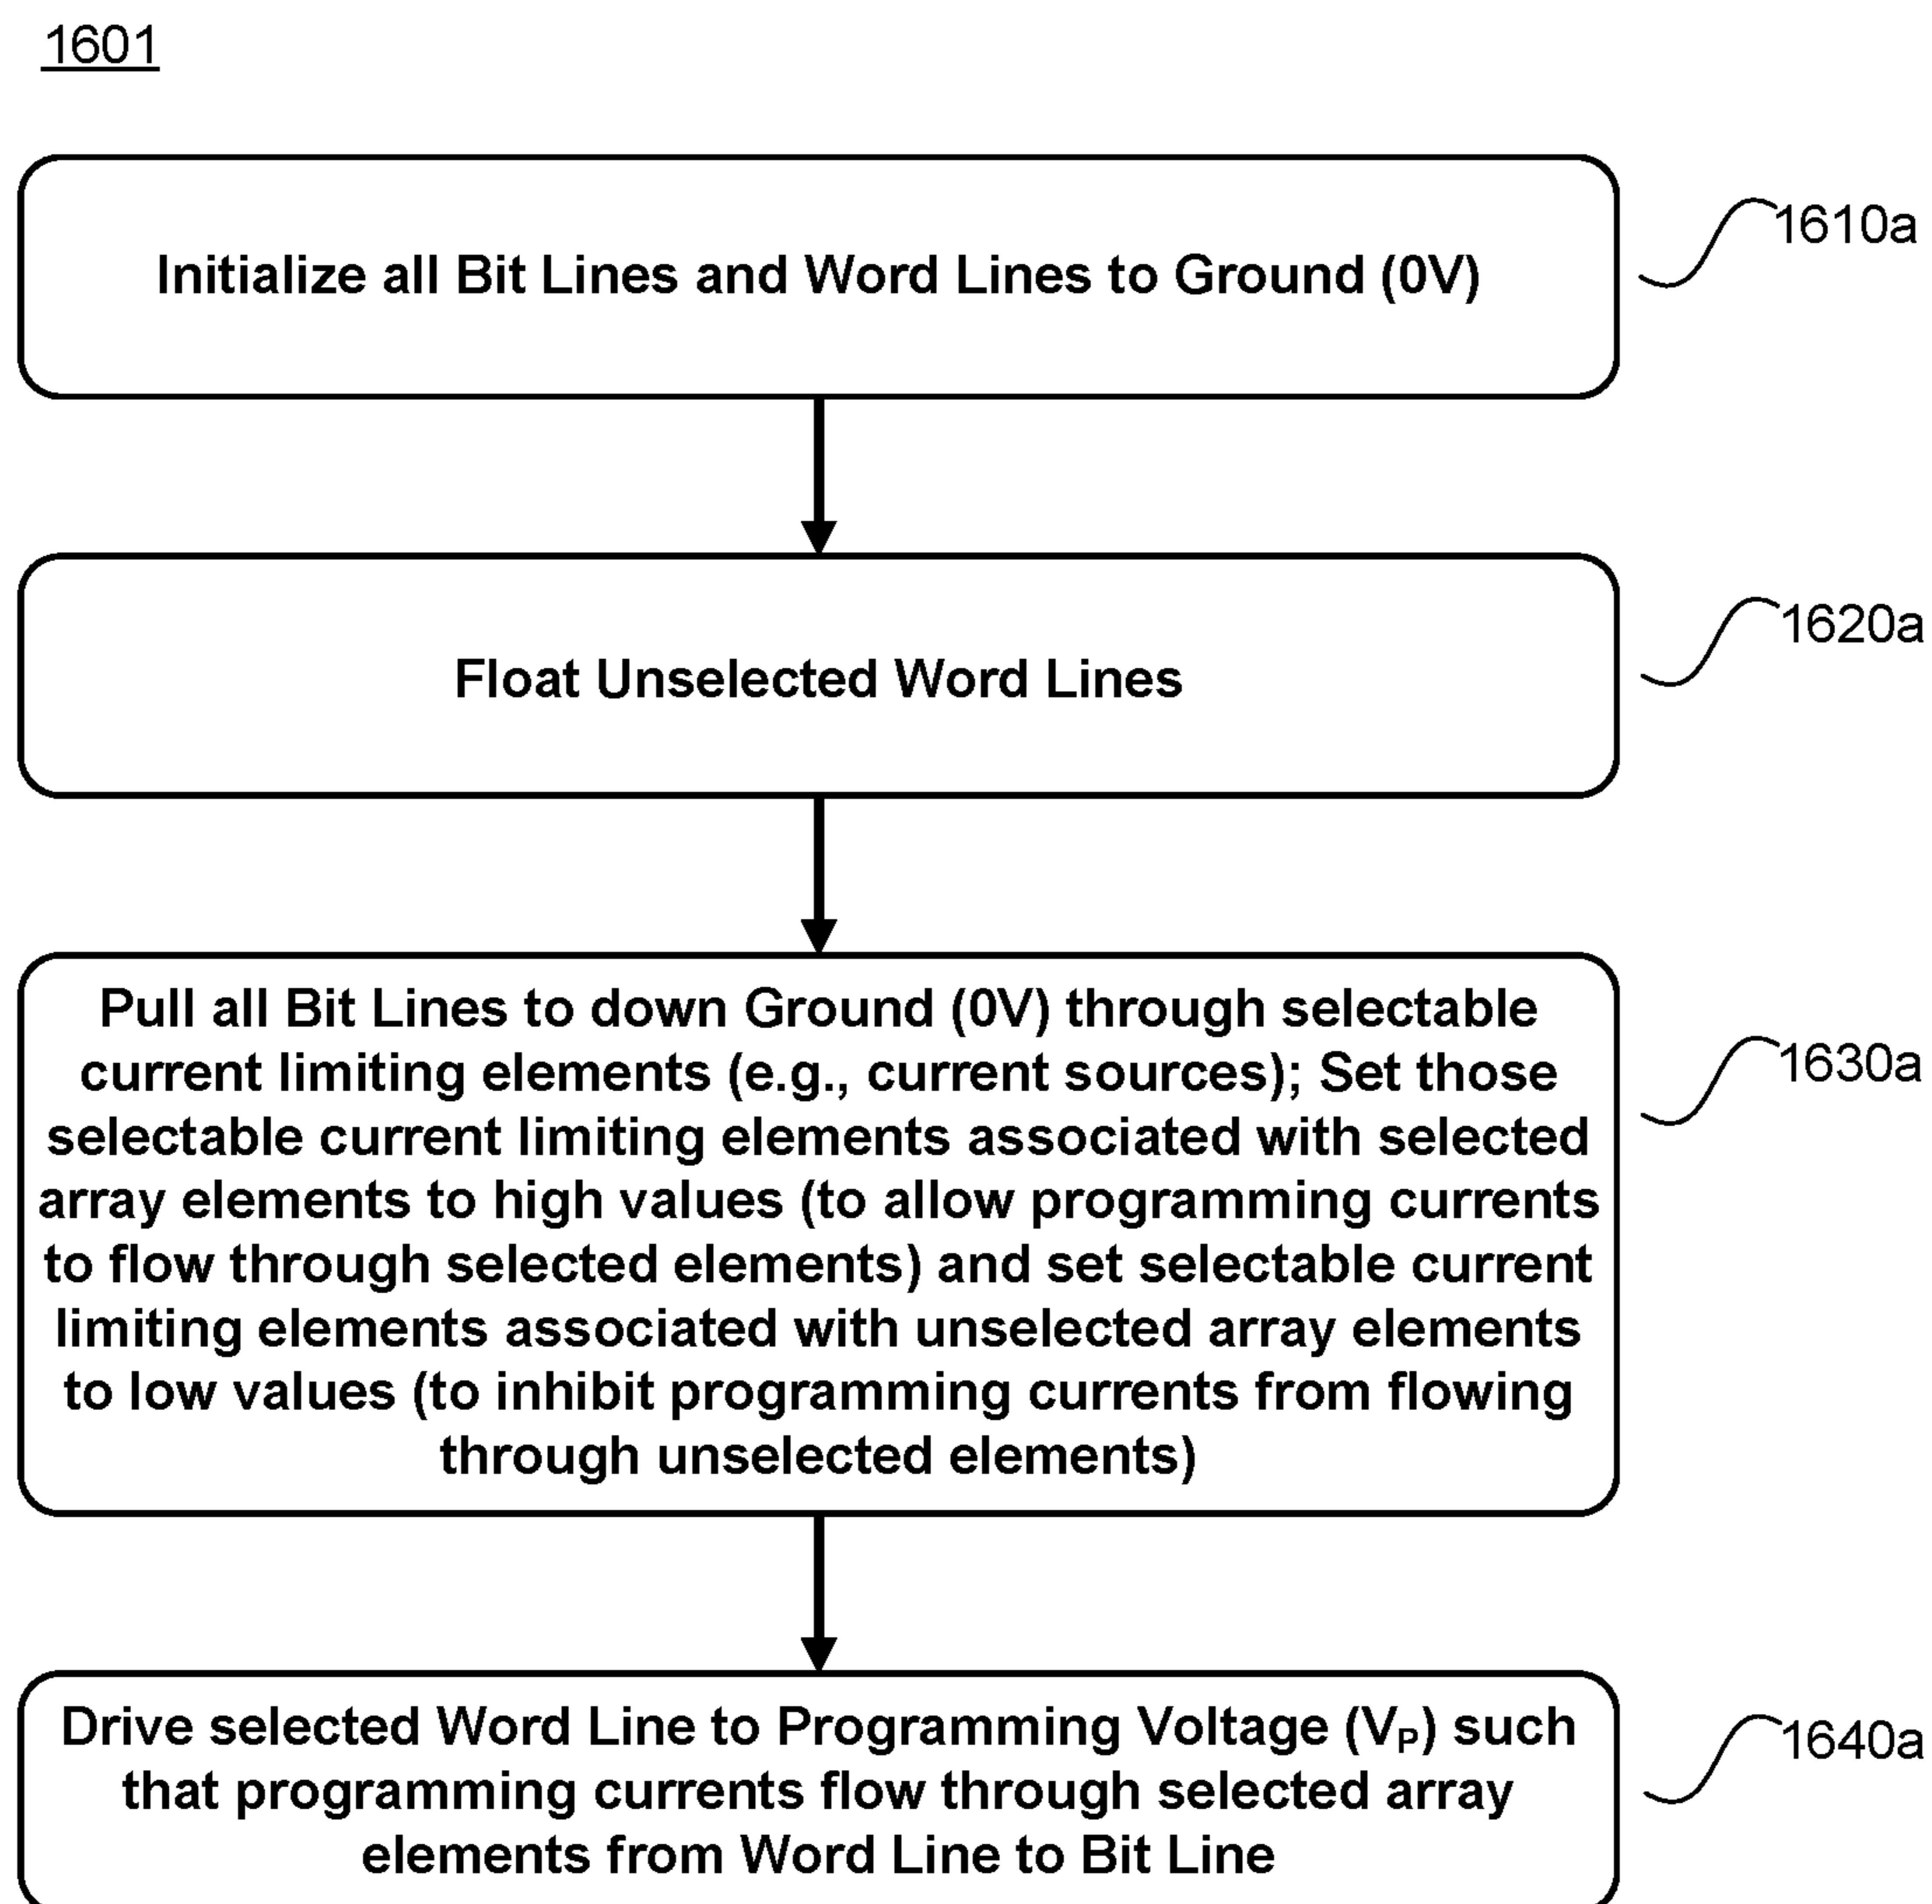 1601
Initialize all Bit Lines and Word Lines to Ground (0V)
1610a
Float Unselected Word Lines
1620a
Pull all Bit Lines to down Ground (0V) through selectable
current limiting elements (e.g., current sources); Set those
selectable current limiting elements associated with selected
array elements to high values (to allow programming currents
to flow through selected elements) and set selectable current
limiting elements associated with unselected array elements
to low values (to inhibit programming currents from flowing
through unselected elements)
1630a
Drive selected Word Line to Programming Voltage (VP) such
that programming currents flow through selected array
elements from Word Line to Bit Line
1640a